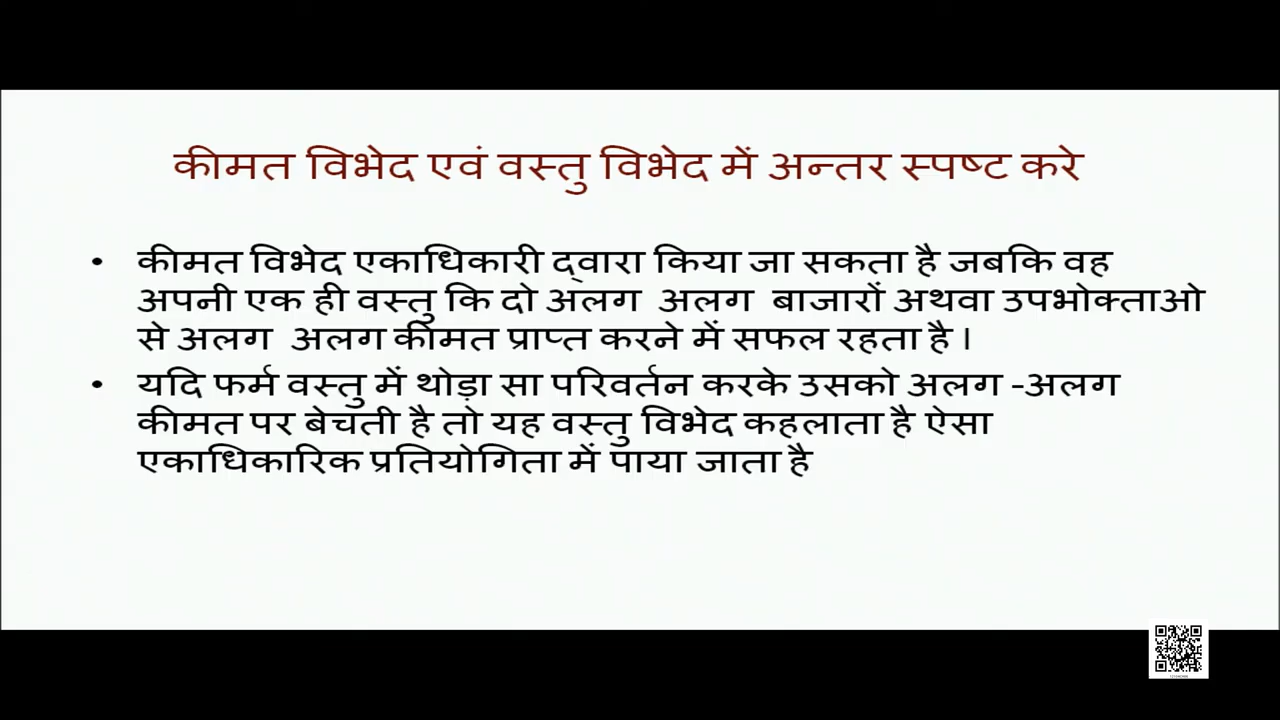 कीमत विभेद एवं वस्तु विभेद में अन्तर स्पष्ट करे
• कीमत विभेद एकाधिकारी द्वारा किया जा सकता है जबकि वह
अपनी एक ही वस्तु कि दो अलग अलग बाजारों अथवा उपभोक्ताओ
से अलग अलग कीमत प्राप्त करने में सफल रहता है ।
• यदि फर्म वस्तु में थोड़ा सा परिवर्तन करके उसको अलग -अलग
कीमत पर बेचती है तो यह वस्तु विभेद कहलाता है ऐसा
एकाधिकारिक प्रतियोगिता में पाया जाता है